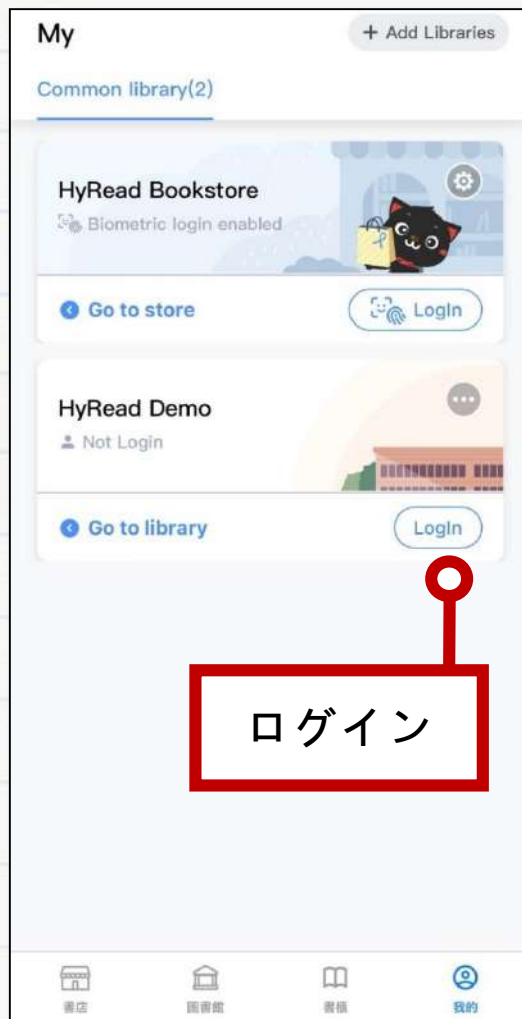 My
+ Add Libraries
Common library(2)
HyRead Bookstore
Biometric login enabled
Go to store
LogIn
HyRead Demo
Not Login
Go to library
LogIn
ログイン
書店
圖書館
書櫃
我的